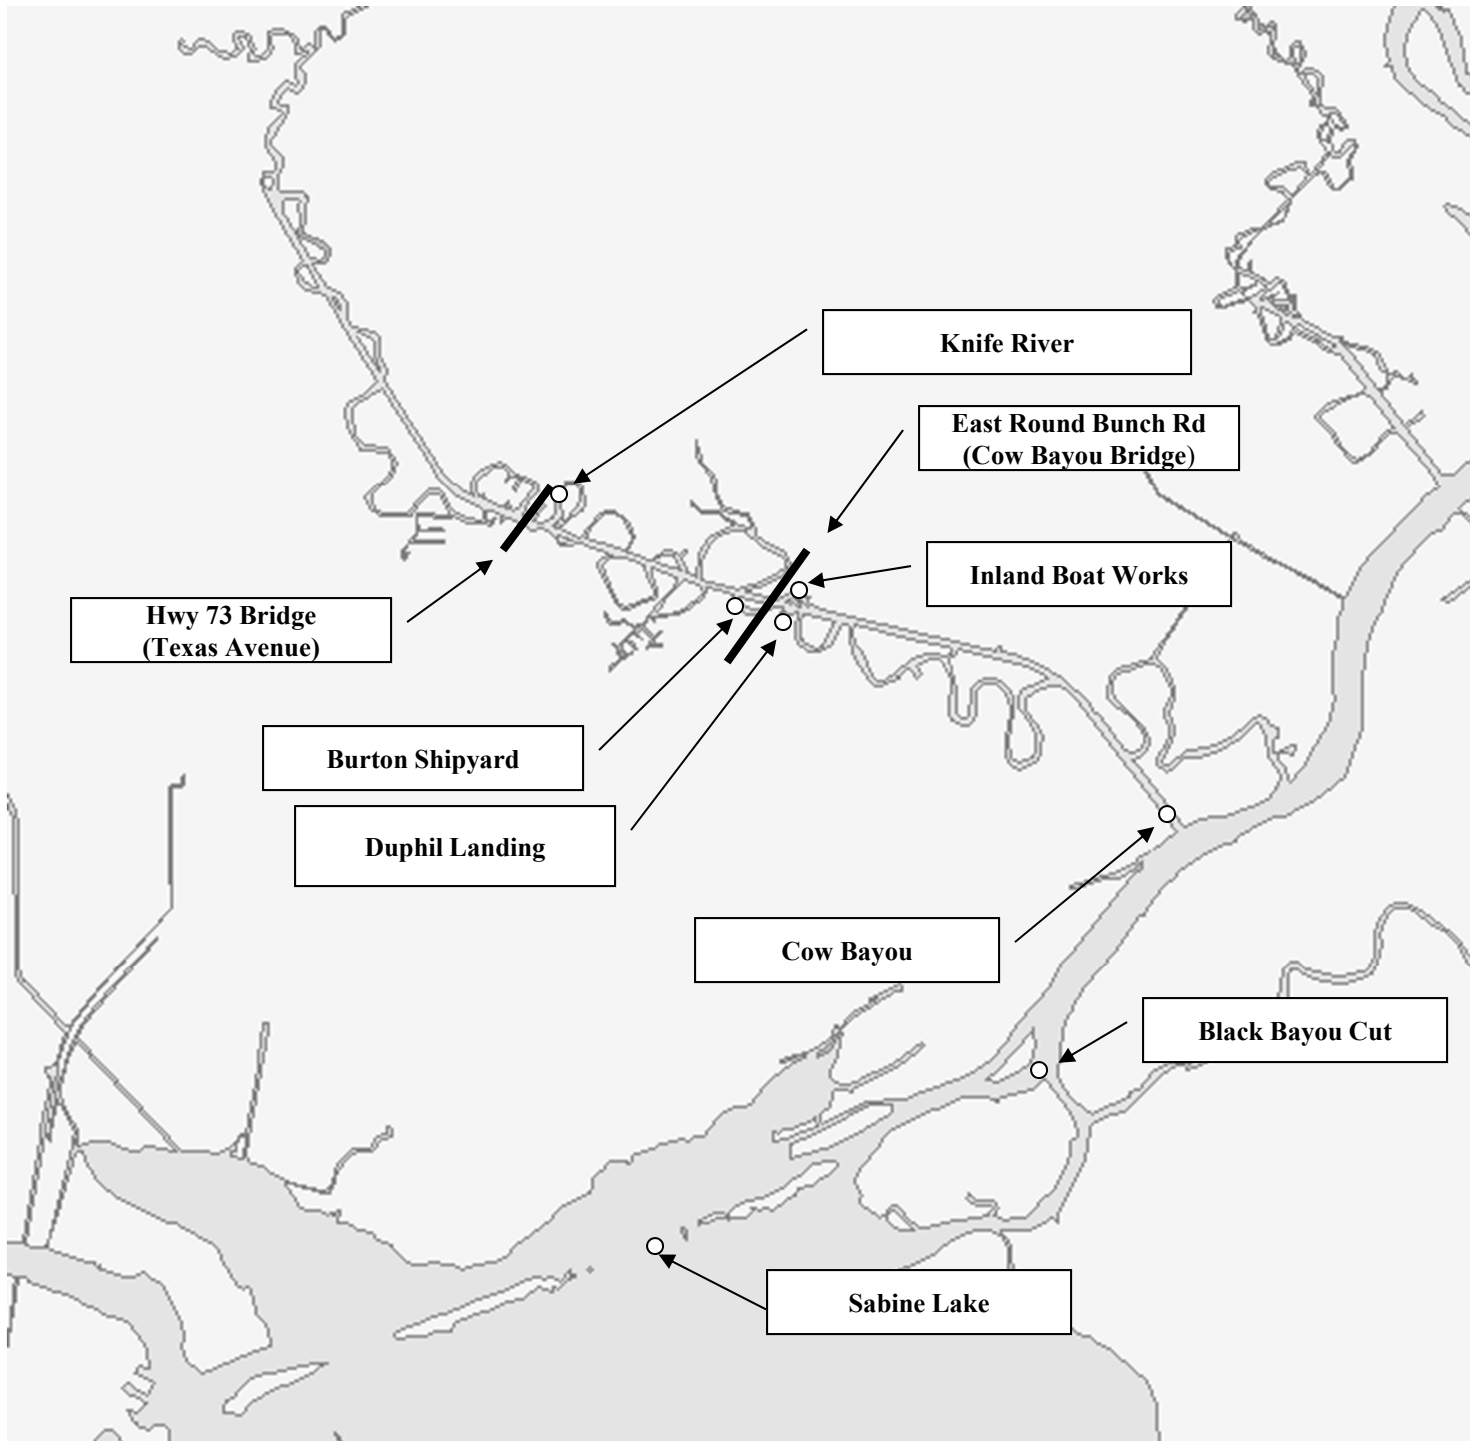 Knife River
East Round Bunch Rd
(Cow Bayou Bridge)
Inland Boat Works
Hwy 73 Bridge
(Texas Avenue)
Burton Shipyard
Duphil Landing
Cow Bayou
Black Bayou Cut
Sabine Lake